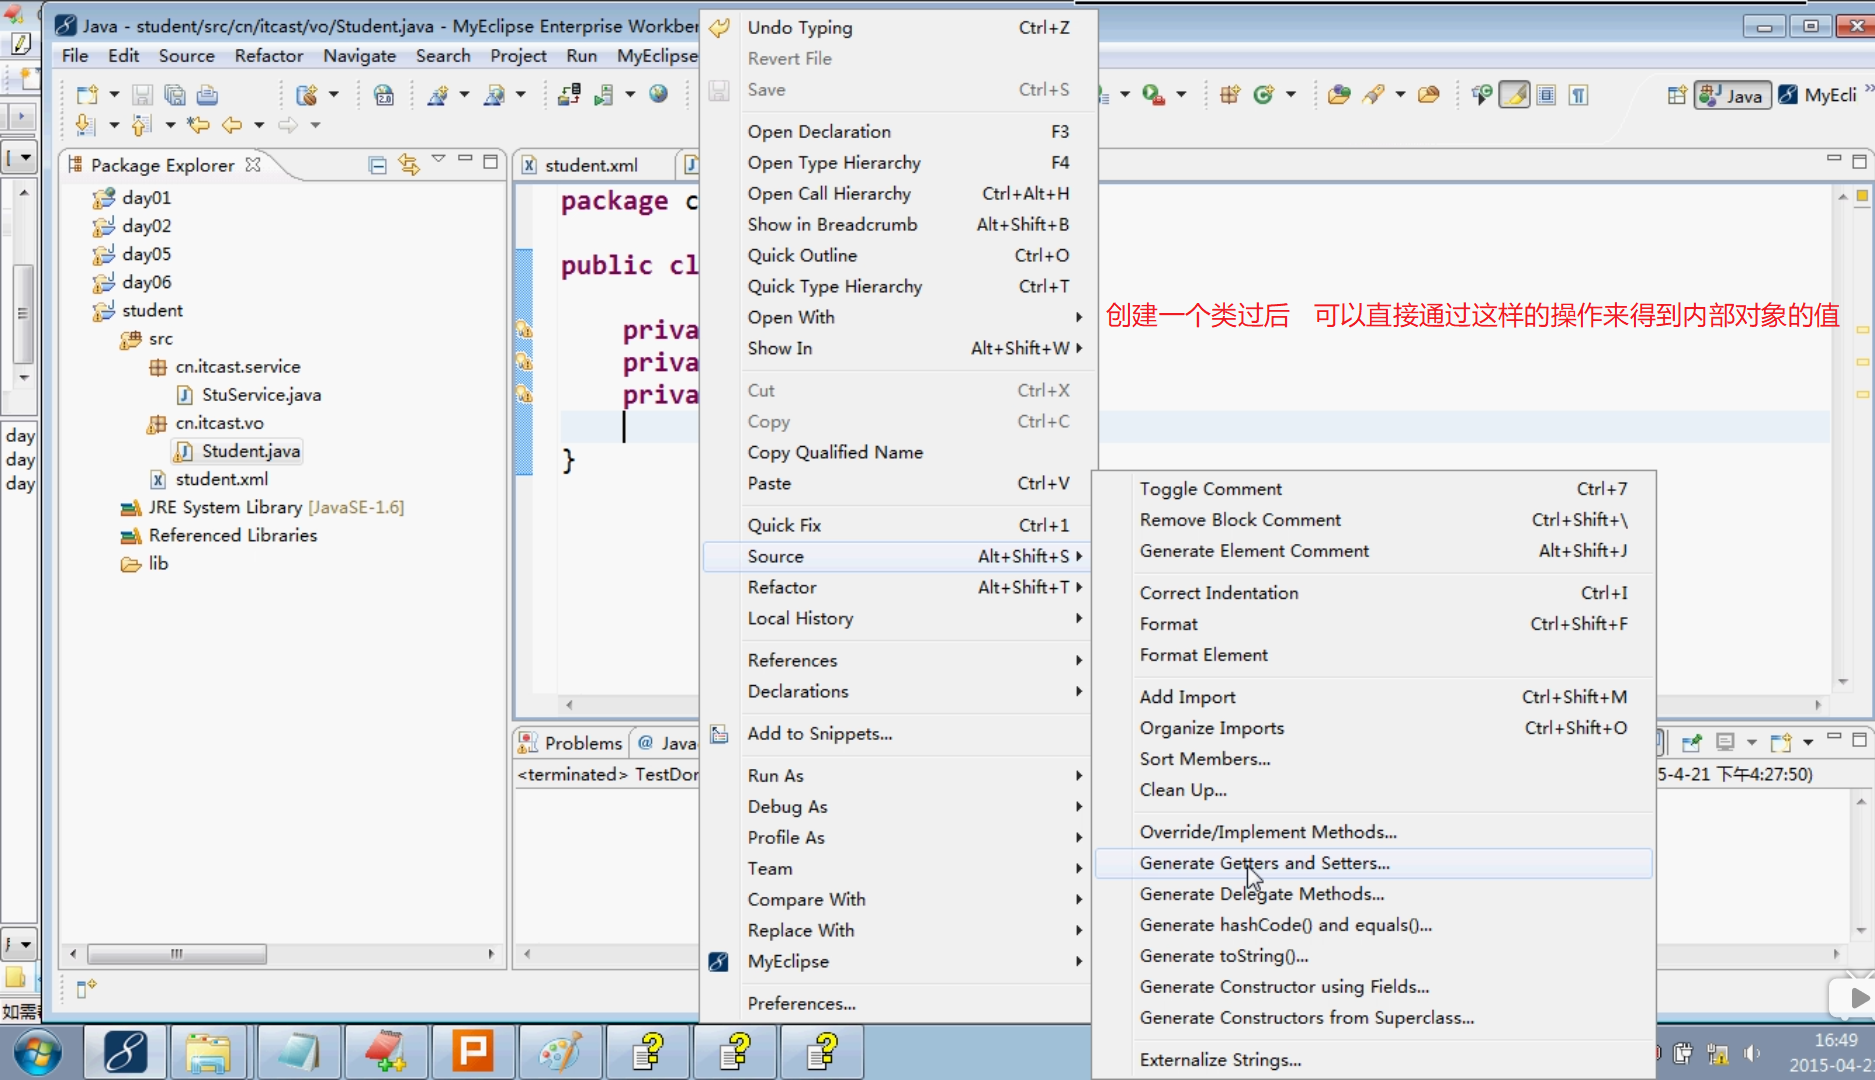 Java - student/src/cn/itcast/vo/Student.java - MyEclipse Enterprise
File Edit Source Refactor Navigate Search Project Run MyEclipse
Java
MyEcli
Package Explorer
day01
day02
day05
day06
student
src
cn.itcast.service
StuService.java
cn.itcast.vo
Student.java
student.xml
JRE System Library [JavaSE-1.6]
Referenced Libraries
lib
day
day
day
如需
student.xml
package c
public cl
priva
priva
priva
}
Problems
@ Java
<terminated> TestDor
5-4-21 下午4:27:50)
Undo Typing Ctrl+Z
Revert File
Save Ctrl+S
Open Declaration F3
Open Type Hierarchy F4
Open Call Hierarchy Ctrl+Alt+H
Show in Breadcrumb Alt+Shift+B
Quick Outline Ctrl+O
Quick Type Hierarchy Ctrl+T
Open With
Show In Alt+Shift+W
Cut Ctrl+X
Copy Ctrl+C
Copy Qualified Name
Paste Ctrl+V
Quick Fix Ctrl+1
Source Alt+Shift+S
Refactor Alt+Shift+T
Local History
References
Declarations
Add to Snippets...
Run As
Debug As
Profile As
Team
Compare With
Replace With
MyEclipse
Preferences...
创建一个类过后 可以直接通过这样的操作来得到内部对象的值
Toggle Comment Ctrl+7
Remove Block Comment Ctrl+Shift+\
Generate Element Comment Alt+Shift+J
Correct Indentation Ctrl+I
Format Ctrl+Shift+F
Format Element
Add Import Ctrl+Shift+M
Organize Imports Ctrl+Shift+O
Sort Members...
Clean Up...
Override/Implement Methods...
Generate Getters and Setters...
Generate Delegate Methods...
Generate hashCode() and equals()...
Generate toString()...
Generate Constructor using Fields...
Generate Constructors from Superclass...
Externalize Strings...
16:49
2015-04-2